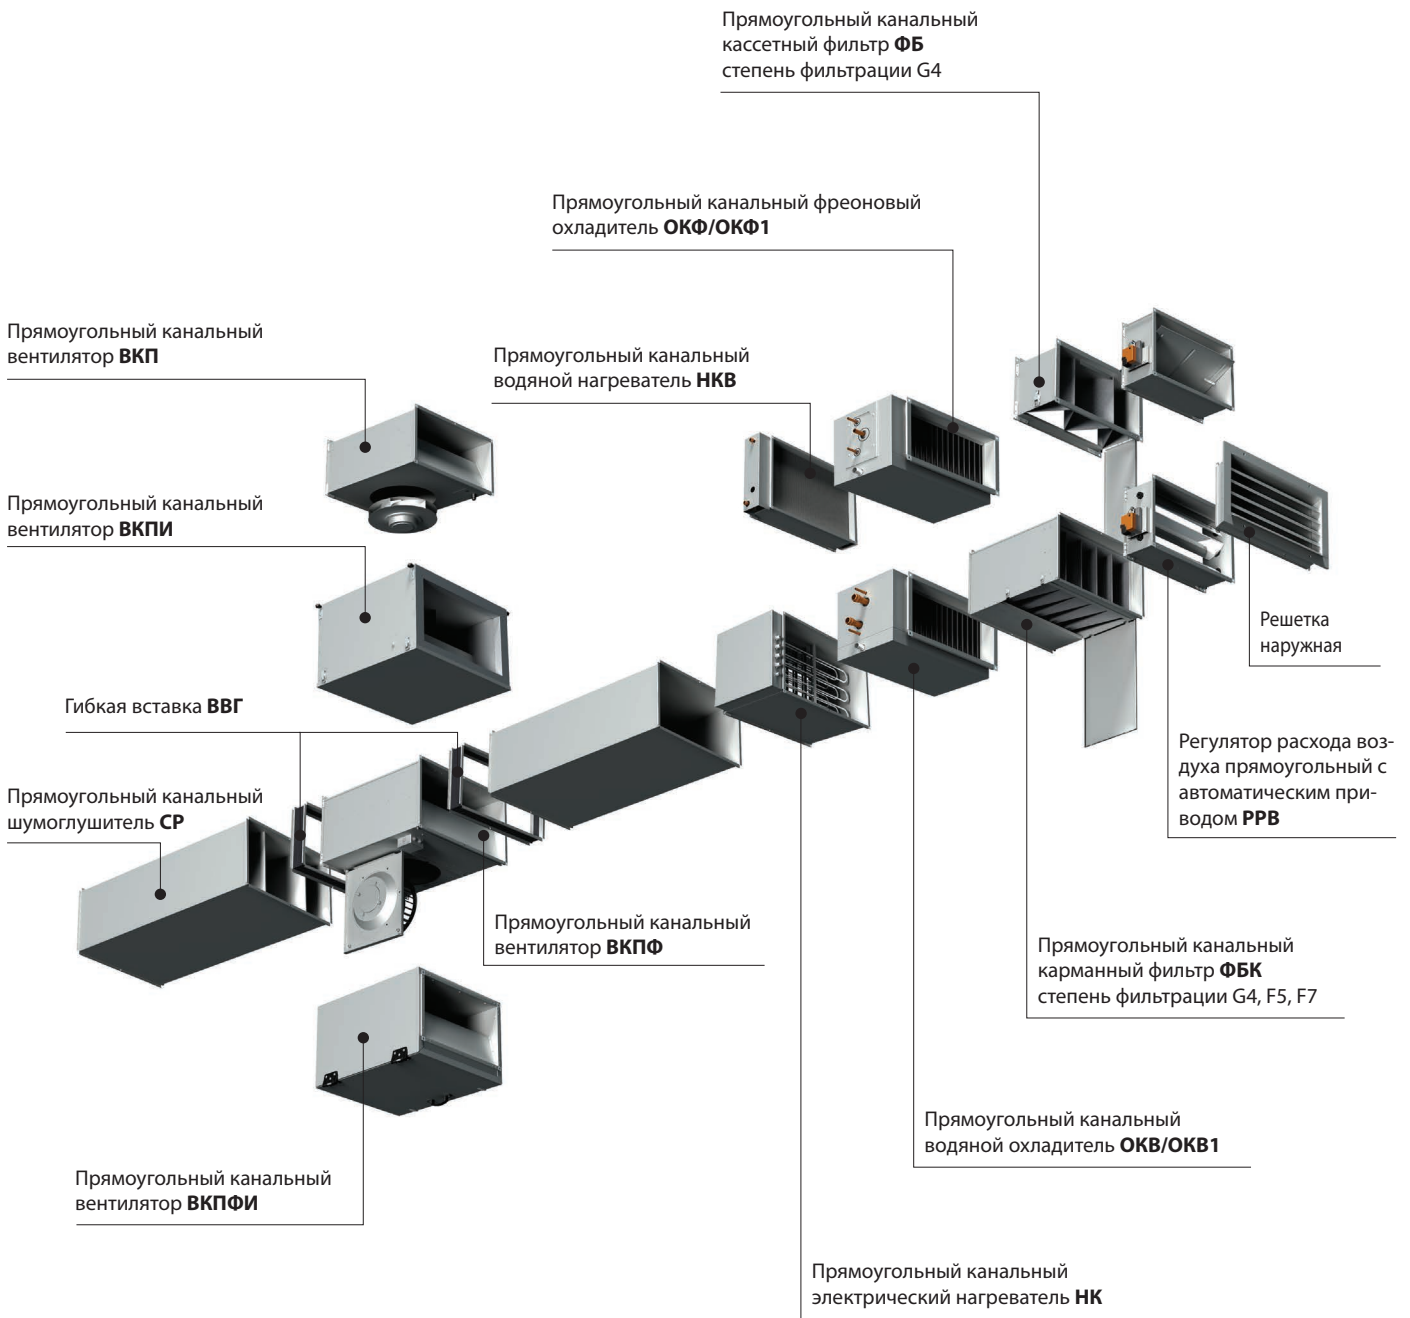 Прямоугольный канальный
кассетный фильтр ФБ
степень фильтрации G4
Прямоугольный канальный фреоновый
охладитель ОКФ/ОКФ1
Прямоугольный канальный
вентилятор ВКП
Прямоугольный канальный
водяной нагреватель НКВ
Прямоугольный канальный
вентилятор ВКПИ
Решетка
наружная
Гибкая вставка ВВГ
Регулятор расхода воз-
духа прямоугольный с
автоматическим при-
водом РРВ
Прямоугольный канальный
шумоглушитель СР
Прямоугольный канальный
вентилятор ВКПФ
Прямоугольный канальный
карманный фильтр ФБК
степень фильтрации G4, F5, F7
Прямоугольный канальный
водяной охладитель ОКВ/ОКВ1
Прямоугольный канальный
вентилятор ВКПФИ
Прямоугольный канальный
электрический нагреватель НК